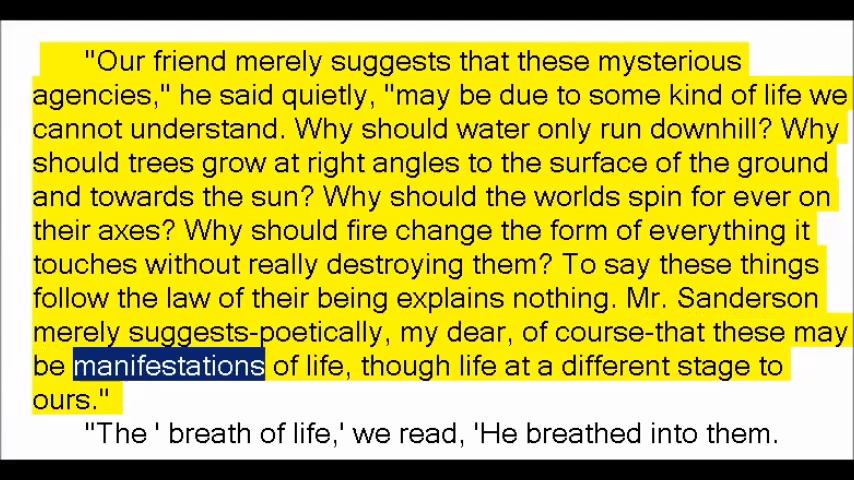 "Our friend merely suggests that these mysterious
agencies," he said quietly, "may be due to some kind of life we
cannot understand. Why should water only run downhill? Why
should trees grow at right angles to the surface of the ground
and towards the sun? Why should the worlds spin for ever on
their axes? Why should fire change the form of everything it
touches without really destroying them? To say these things
follow the law of their being explains nothing. Mr. Sanderson
merely suggests-poetically, my dear, of course-that these may
be manifestations of life, though life at a different stage to
ours."
"The ' breath of life,' we read, 'He breathed into them.